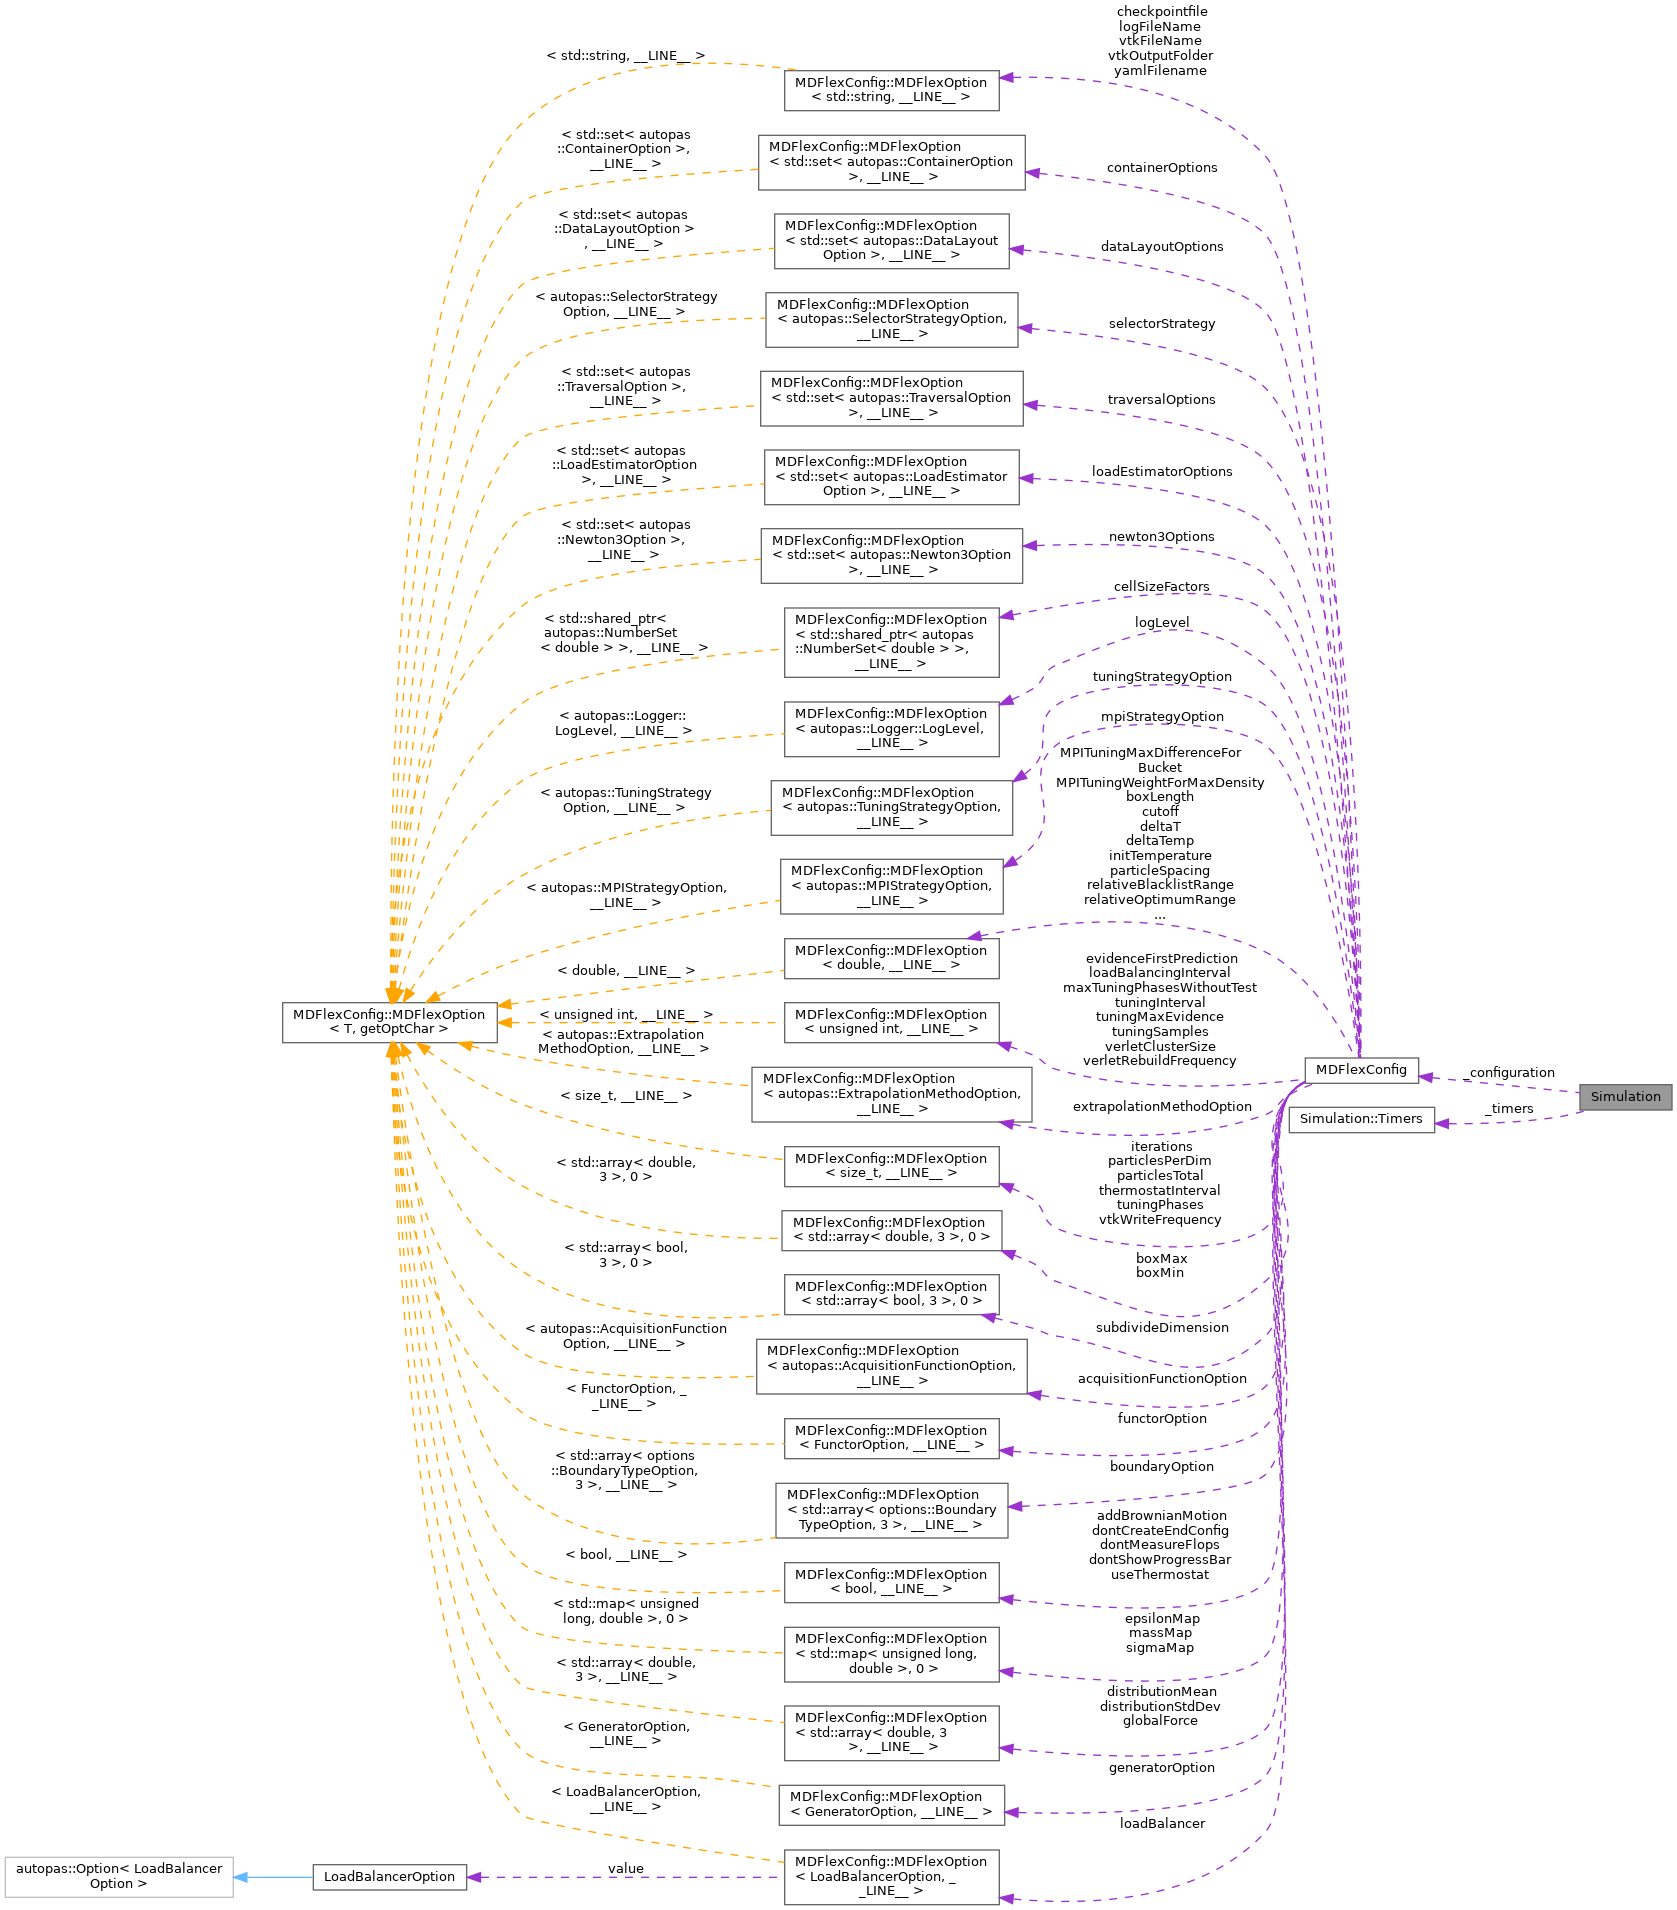 checkpointfile
logFileName
vtkFileName
vtkOutputFolder
yamlFilename
< std::string, __LINE__ >
MDFlexConfig::MDFlexOption
< std::string, __LINE__ >
< std::set< autopas
::ContainerOption >,
__LINE__ >
MDFlexConfig::MDFlexOption
< std::set< autopas::ContainerOption
>, __LINE__ >
containerOptions
< std::set< autopas
::DataLayoutOption >
, __LINE__ >
MDFlexConfig::MDFlexOption
< std::set< autopas::DataLayout
Option >, __LINE__ >
dataLayoutOptions
< autopas::SelectorStrategy
Option, __LINE__ >
MDFlexConfig::MDFlexOption
< autopas::SelectorStrategyOption,
__LINE__ >
selectorStrategy
< std::set< autopas
::TraversalOption >,
__LINE__ >
MDFlexConfig::MDFlexOption
< std::set< autopas::TraversalOption
>, __LINE__ >
traversalOptions
< std::set< autopas
::LoadEstimatorOption
>, __LINE__ >
MDFlexConfig::MDFlexOption
< std::set< autopas::LoadEstimator
Option >, __LINE__ >
loadEstimatorOptions
< std::set< autopas
::Newton3Option >,
__LINE__ >
MDFlexConfig::MDFlexOption
< std::set< autopas::Newton3Option
>, __LINE__ >
newton3Options
< std::shared_ptr<
autopas::NumberSet
< double > >, __LINE__ >
MDFlexConfig::MDFlexOption
< std::shared_ptr< autopas
::NumberSet< double > >,
__LINE__ >
cellSizeFactors
logLevel
< autopas::Logger::
LogLevel, __LINE__ >
MDFlexConfig::MDFlexOption
< autopas::Logger::LogLevel,
__LINE__ >
tuningStrategyOption
< autopas::TuningStrategy
Option, __LINE__ >
MDFlexConfig::MDFlexOption
< autopas::TuningStrategyOption,
__LINE__ >
mpiStrategyOption
< autopas::MPIStrategyOption,
__LINE__ >
MDFlexConfig::MDFlexOption
< autopas::MPIStrategyOption,
__LINE__ >
MPITuningMaxDifferenceFor
Bucket
MPITuningWeightForMaxDensity
boxLength
cutoff
deltaT
deltaTemp
initTemperature
particleSpacing
relativeBlacklistRange
relativeOptimumRange
...
< double, __LINE__ >
MDFlexConfig::MDFlexOption
< double, __LINE__ >
MDFlexConfig::MDFlexOption
< T, getOptChar >
< unsigned int, __LINE__ >
MDFlexConfig::MDFlexOption
< unsigned int, __LINE__ >
evidenceFirstPrediction
loadBalancingInterval
maxTuningPhasesWithoutTest
tuningInterval
tuningMaxEvidence
tuningSamples
verletClusterSize
verletRebuildFrequency
MDFlexConfig
_configuration
Simulation
_timers
Simulation::Timers
< autopas::Extrapolation
MethodOption, __LINE__ >
MDFlexConfig::MDFlexOption
< autopas::ExtrapolationMethodOption,
__LINE__ >
extrapolationMethodOption
< size_t, __LINE__ >
MDFlexConfig::MDFlexOption
< size_t, __LINE__ >
iterations
particlesPerDim
particlesTotal
thermostatInterval
tuningPhases
vtkWriteFrequency
< std::array< double,
3 >, 0 >
MDFlexConfig::MDFlexOption
< std::array< double, 3 >, 0 >
boxMax
boxMin
< std::array< bool,
3 >, 0 >
MDFlexConfig::MDFlexOption
< std::array< bool, 3 >, 0 >
subdivideDimension
< autopas::AcquisitionFunction
Option, __LINE__ >
MDFlexConfig::MDFlexOption
< autopas::AcquisitionFunctionOption,
__LINE__ >
acquisitionFunctionOption
< FunctorOption, _
_LINE__ >
MDFlexConfig::MDFlexOption
< FunctorOption, __LINE__ >
functorOption
< std::array< options
::BoundaryTypeOption,
3 >, __LINE__ >
MDFlexConfig::MDFlexOption
< std::array< options::Boundary
TypeOption, 3 >, __LINE__ >
boundaryOption
< bool, __LINE__ >
MDFlexConfig::MDFlexOption
< bool, __LINE__ >
addBrownianMotion
dontCreateEndConfig
dontMeasureFlops
dontShowProgressBar
useThermostat
< std::map< unsigned
long, double >, 0 >
MDFlexConfig::MDFlexOption
< std::map< unsigned long,
double >, 0 >
epsilonMap
massMap
sigmaMap
< std::array< double,
3 >, __LINE__ >
MDFlexConfig::MDFlexOption
< std::array< double, 3
>, __LINE__ >
distributionMean
distributionStdDev
globalForce
< GeneratorOption,
__LINE__ >
MDFlexConfig::MDFlexOption
< GeneratorOption, __LINE__ >
generatorOption
< LoadBalancerOption,
__LINE__ >
MDFlexConfig::MDFlexOption
< LoadBalancerOption, _
_LINE__ >
loadBalancer
value
LoadBalancerOption
autopas::Option< LoadBalancer
Option >